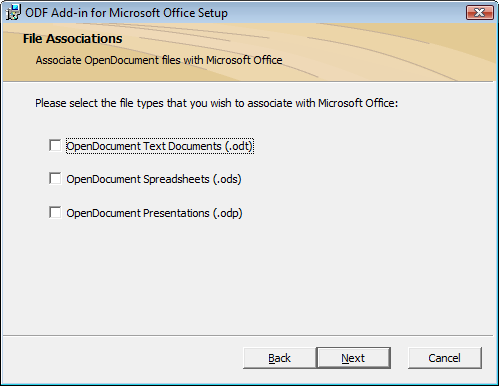 ODF Add-in for Microsoft Office Setup
File Associations
Associate OpenDocument files with Microsoft Office
Please select the file types that you wish to associate with Microsoft Office:
OpenDocument Text Documents (.odt)
OpenDocument Spreadsheets (.ods)
OpenDocument Presentations (.odp)
Back Next Cancel